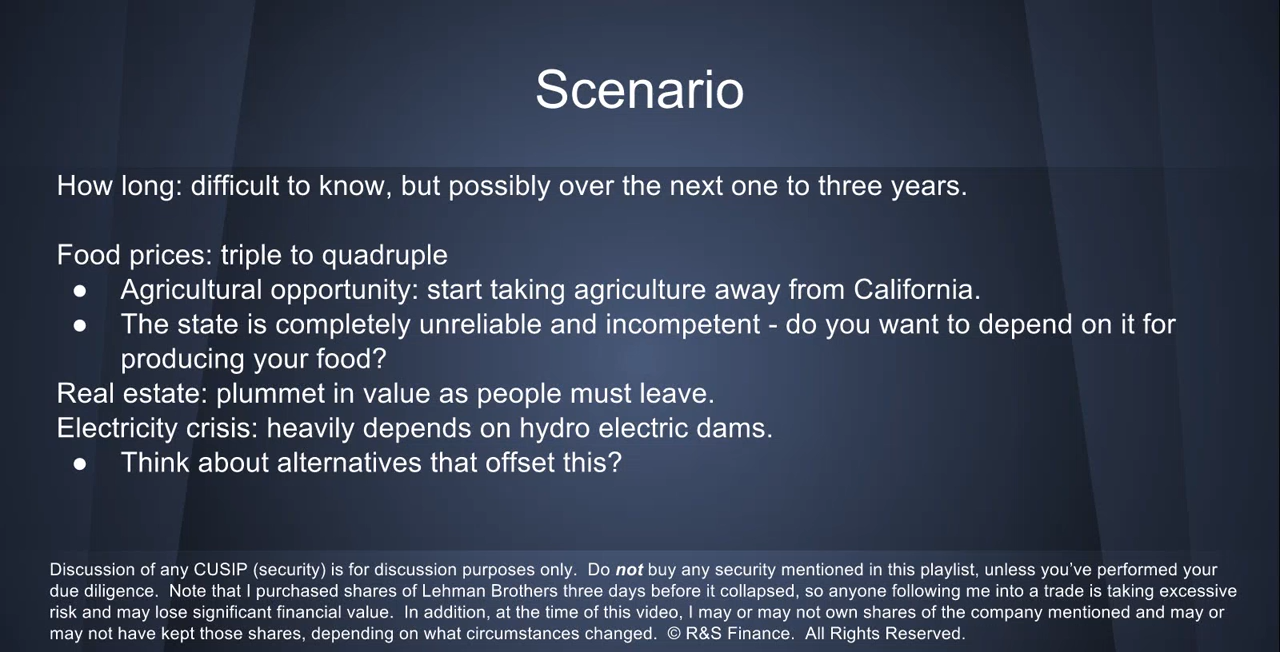 Scenario
How long: difficult to know, but possibly over the next one to three years.
Food prices: triple to quadruple
● Agricultural opportunity: start taking agriculture away from California.
● The state is completely unreliable and incompetent - do you want to depend on it for
producing your food?
Real estate: plummet in value as people must leave.
Electricity crisis: heavily depends on hydro electric dams.
● Think about alternatives that offset this?
Discussion of any CUSIP (security) is for discussion purposes only.  Do not buy any security mentioned in this playlist, unless you've performed your
due diligence.  Note that I purchased shares of Lehman Brothers three days before it collapsed, so anyone following me into a trade is taking excessive
risk and may lose significant financial value.  In addition, at the time of this video, I may or may not own shares of the company mentioned and may or
may not have kept those shares, depending on what circumstances changed.  © R&S Finance.  All Rights Reserved.